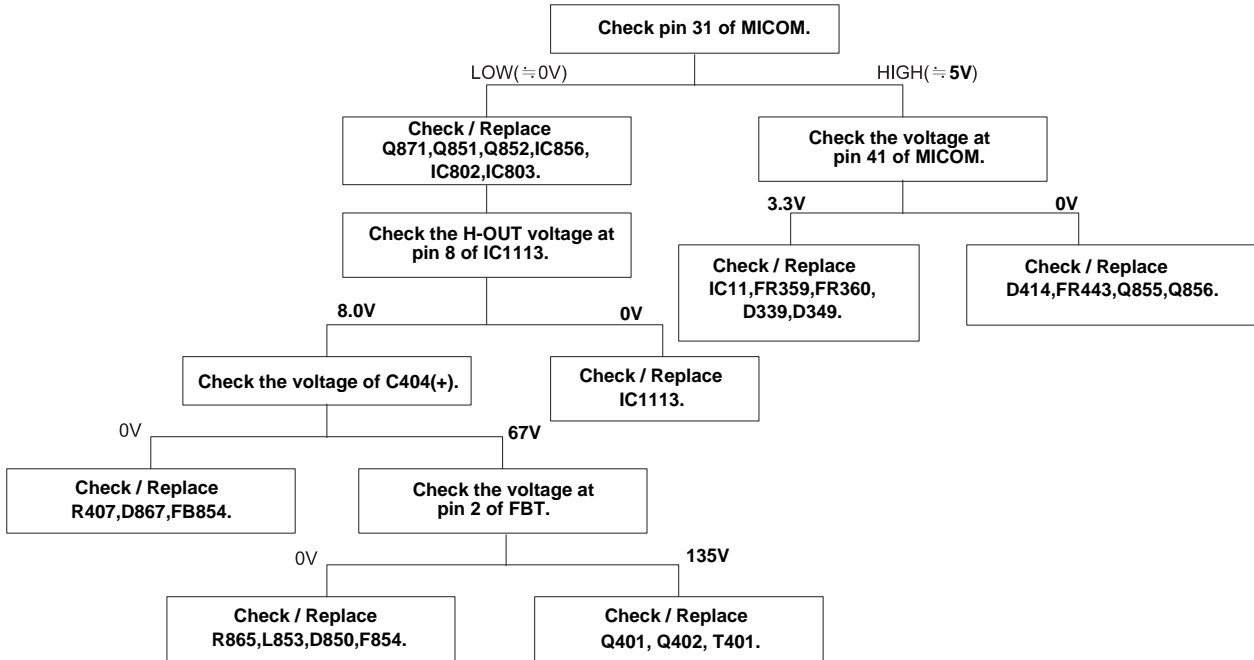 Check pin 31 of MICOM.
LOW(≒0V)
HIGH(≒5V)
Check / Replace
Q871,Q851,Q852,IC856,
IC802,IC803.
Check the voltage at
pin 41 of MICOM.
3.3V
0V
Check the H-OUT voltage at
pin 8 of IC1113.
Check / Replace
IC11,FR359,FR360,
D339,D349.
Check / Replace
D414,FR443,Q855,Q856.
8.0V
0V
Check the voltage of C404(+).
Check / Replace
IC1113.
0V
67V
Check / Replace
R407,D867,FB854.
Check the voltage at
pin 2 of FBT.
0V
135V
Check / Replace
R865,L853,D850,F854.
Check / Replace
Q401, Q402, T401.